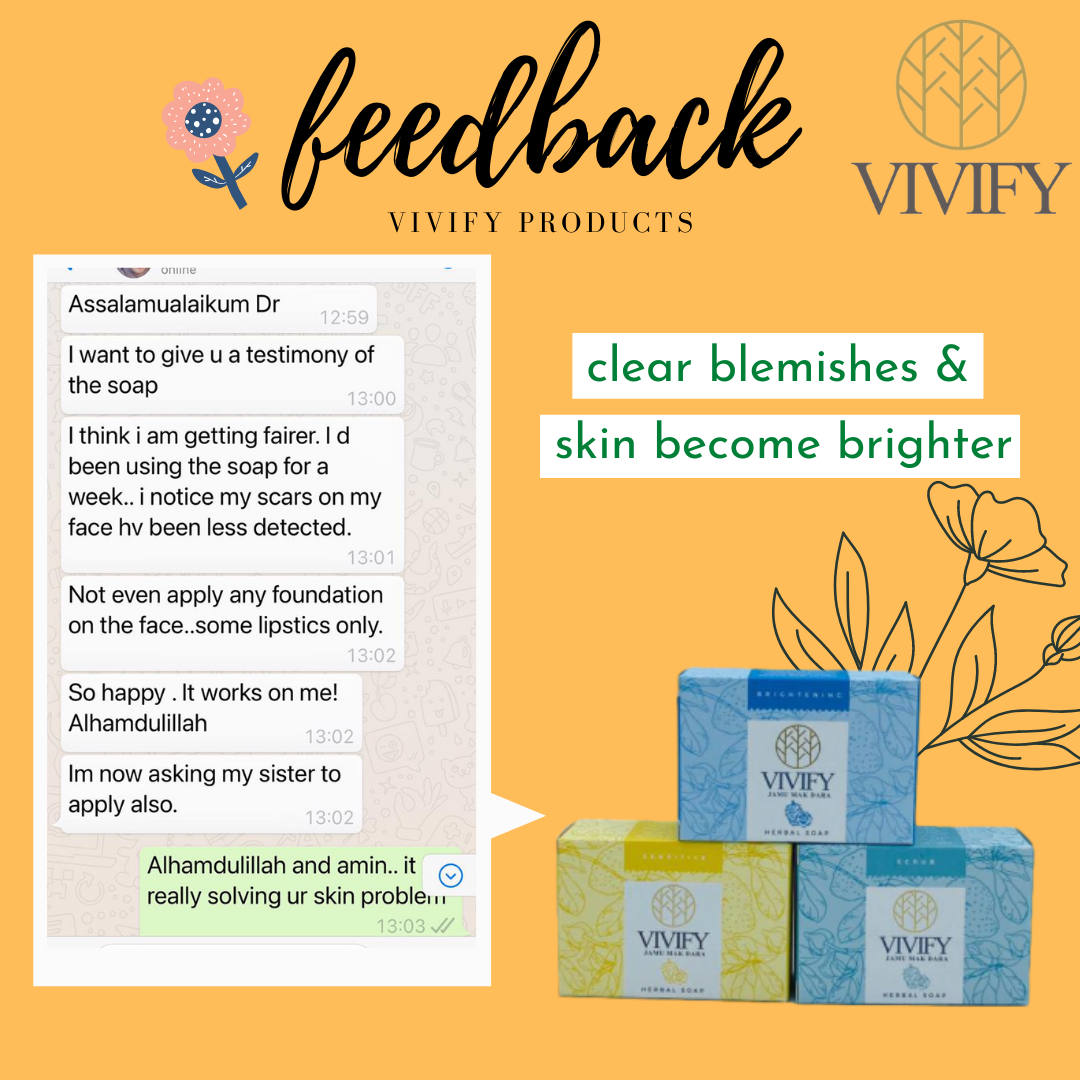 feedback
VIVIFY PRODUCTS
VIVIFY
online
Assalamualaikum Dr
12:59
I want to give u a testimony of
the soap
13:00
I think i am getting fairer. I d
been using the soap for a
week.. i notice my scars on my
face hv been less detected.
13:01
Not even apply any foundation
on the face..some lipstics only.
13:02
So happy . It works on me!
Alhamdulillah
13:02
Im now asking my sister to
apply also.
13:02
Alhamdulillah and amin.. it
really solving ur skin problem
13:03
clear blemishes &
skin become brighter
BRIGHTENING
VIVIFY
JAMU MAK DARA
HERBAL SOAP
SENSITIVE
VIVIFY
JAMU MAK DARA
HERBAL SOAP
SCRUB
VIVIFY
JAMU MAK DARA
HERBAL SOAP